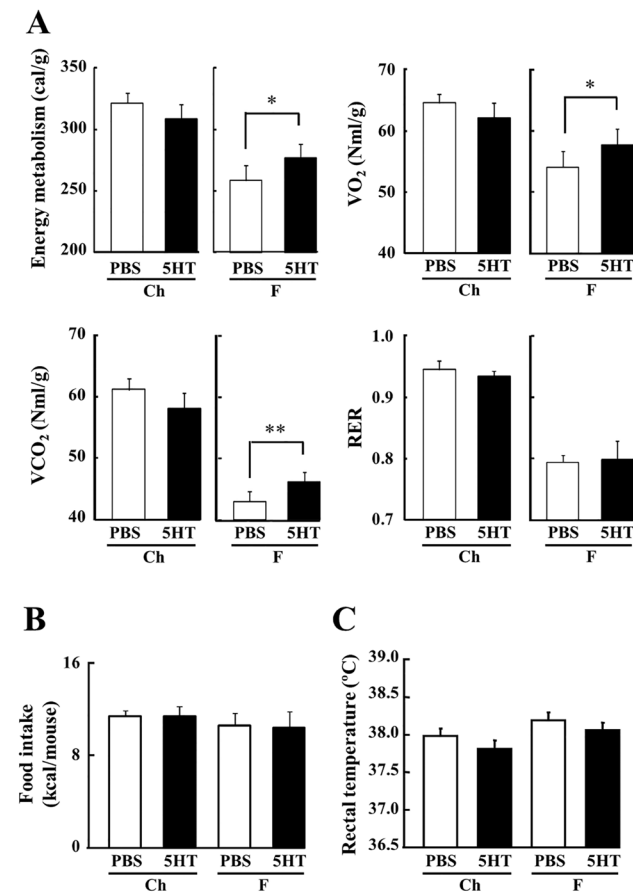 A
Energy metabolism (cal/g)
350
300
250
200
*
PBS 5HT PBS 5HT
Ch F
VO2 (Nml/g)
70
60
50
40
*
PBS 5HT PBS 5HT
Ch F
VCO2 (Nml/g)
70
60
50
40
**
PBS 5HT PBS 5HT
Ch F
RER
1.0
0.9
0.8
0.7
PBS 5HT PBS 5HT
Ch F
B
Food intake
(kcal/mouse)
16
8
0
PBS 5HT PBS 5HT
Ch F
C
Rectal temperature (°C)
39.0
38.5
38.0
37.5
37.0
36.5
PBS 5HT PBS 5HT
Ch F